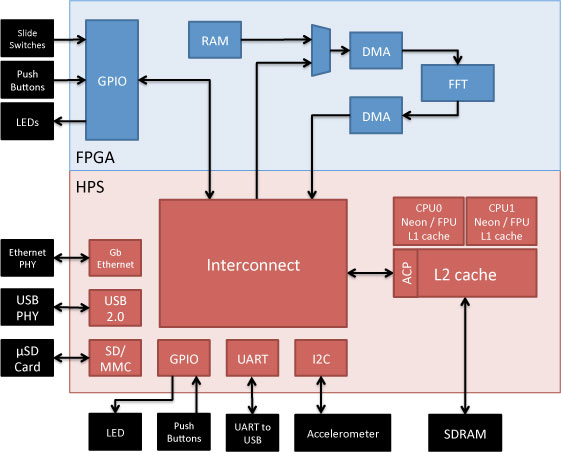 Slide
Switches
Push
Buttons
LEDs
GPIO
RAM
DMA
FFT
DMA
FPGA
HPS
CPU0
Neon / FPU
L1 cache
CPU1
Neon / FPU
L1 cache
Interconnect
ACP
L2 cache
Ethernet
PHY
Gb
Ethernet
USB
PHY
USB
2.0
µSD
Card
SD/
MMC
GPIO
UART
I2C
LED
Push
Buttons
UART to
USB
Accelerometer
SDRAM